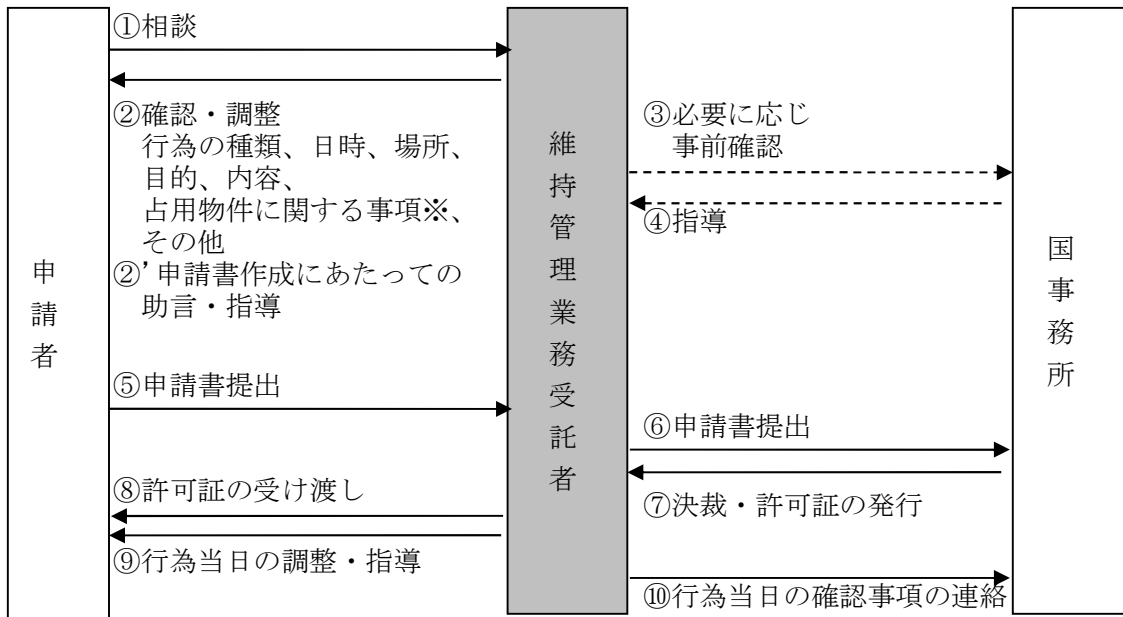 ①相談
②確認・調整
行為の種類、日時、場所、
目的、内容、
占用物件に関する事項※、
その他
②’申請書作成にあたっての
助言・指導
③必要に応じ
事前確認
④指導
申請者
維持管理業務受託者
国事務所
⑤申請書提出
⑥申請書提出
⑦決裁・許可証の発行
⑧許可証の受け渡し
⑨行為当日の調整・指導
⑩行為当日の確認事項の連絡